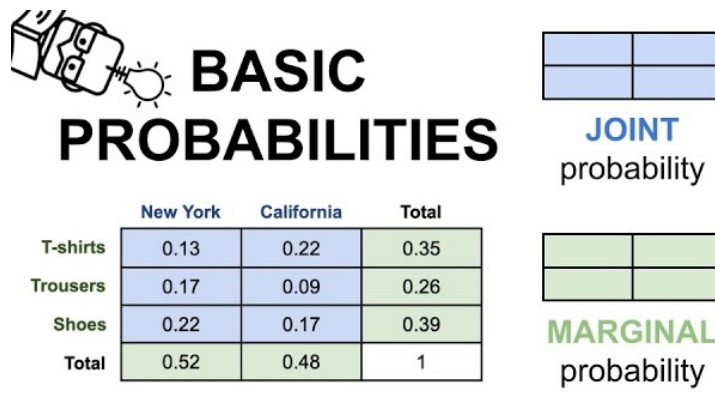 BASIC
PROBABILITIES
New York California Total
T-shirts 0.13 0.22 0.35
Trousers 0.17 0.09 0.26
Shoes 0.22 0.17 0.39
Total 0.52 0.48 1
JOINT
probability
MARGINAL
probability